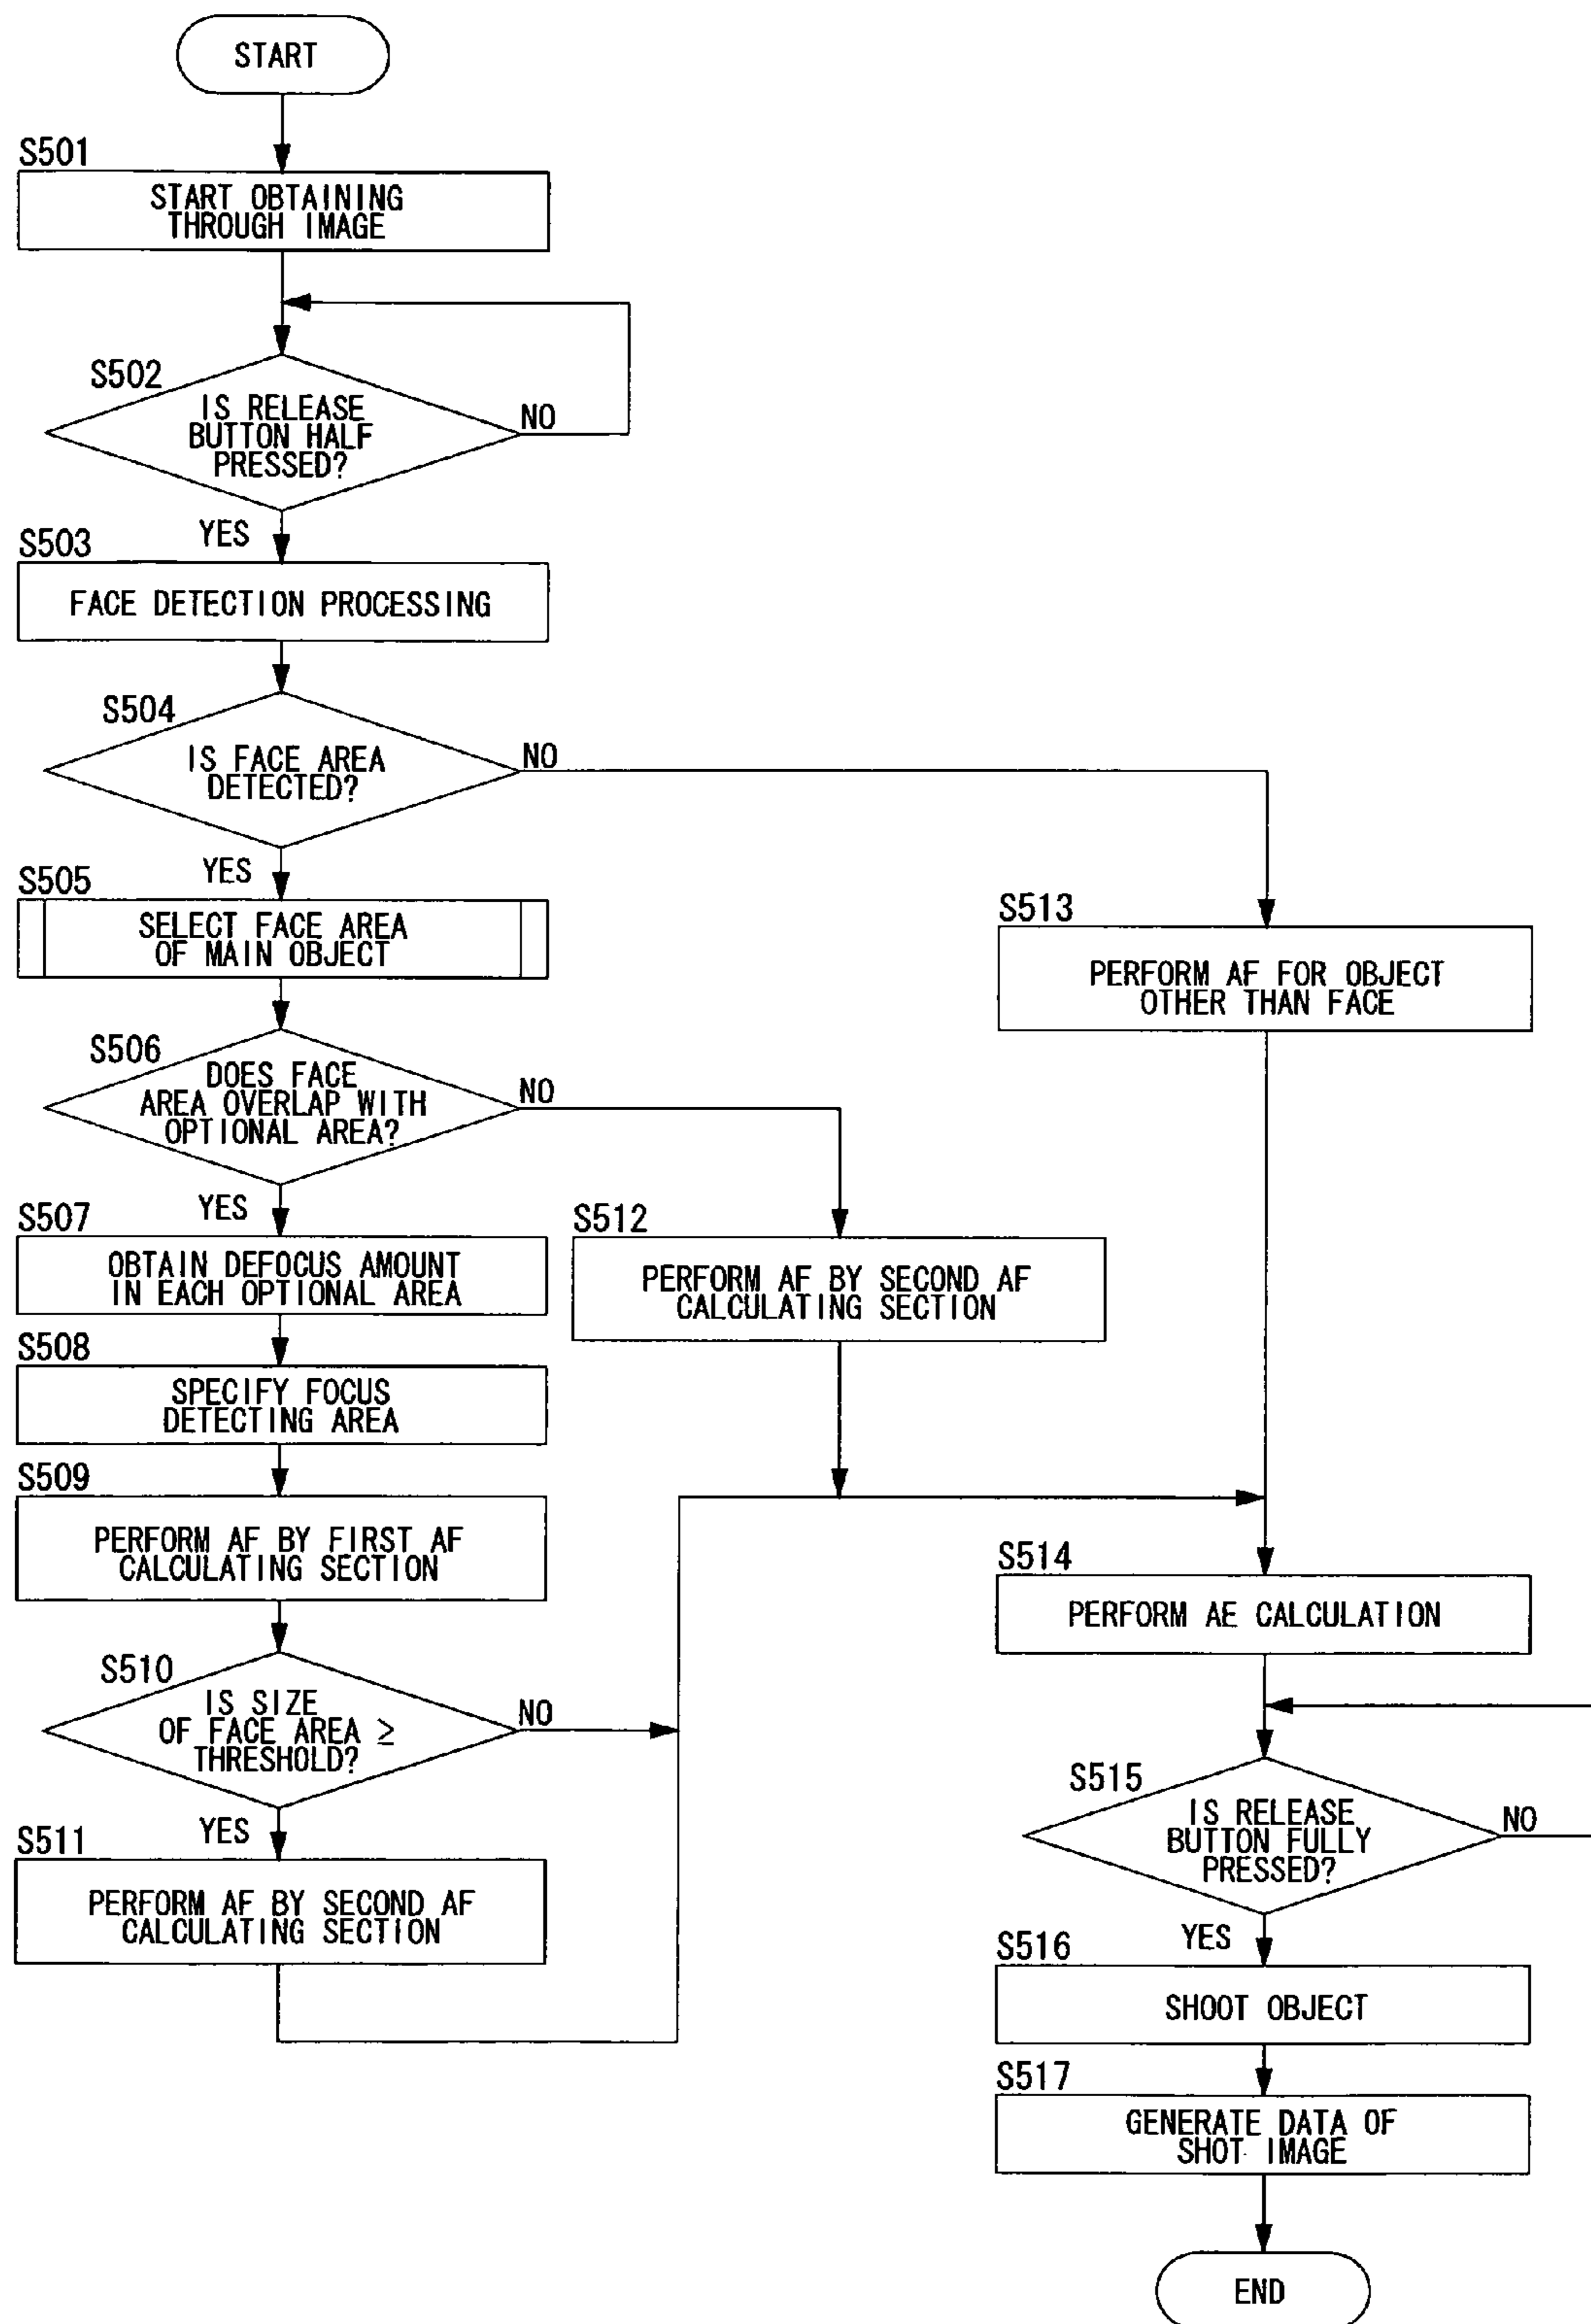 START
S501
START OBTAINING
THROUGH IMAGE
S502
IS RELEASE
BUTTON HALF
PRESSED?
NO
YES
S503
FACE DETECTION PROCESSING
S504
IS FACE AREA
DETECTED?
NO
YES
S505
SELECT FACE AREA
OF MAIN OBJECT
S506
DOES FACE
AREA OVERLAP WITH
OPTIONAL AREA?
NO
YES
S507
OBTAIN DEFOCUS AMOUNT
IN EACH OPTIONAL AREA
S508
SPECIFY FOCUS
DETECTING AREA
S509
PERFORM AF BY FIRST AF
CALCULATING SECTION
S510
IS SIZE
OF FACE AREA ≥
THRESHOLD?
NO
YES
S511
PERFORM AF BY SECOND AF
CALCULATING SECTION
S512
PERFORM AF BY SECOND AF
CALCULATING SECTION
S513
PERFORM AF FOR OBJECT
OTHER THAN FACE
S514
PERFORM AE CALCULATION
S515
IS RELEASE
BUTTON FULLY
PRESSED?
NO
YES
S516
SHOOT OBJECT
S517
GENERATE DATA OF
SHOT IMAGE
END